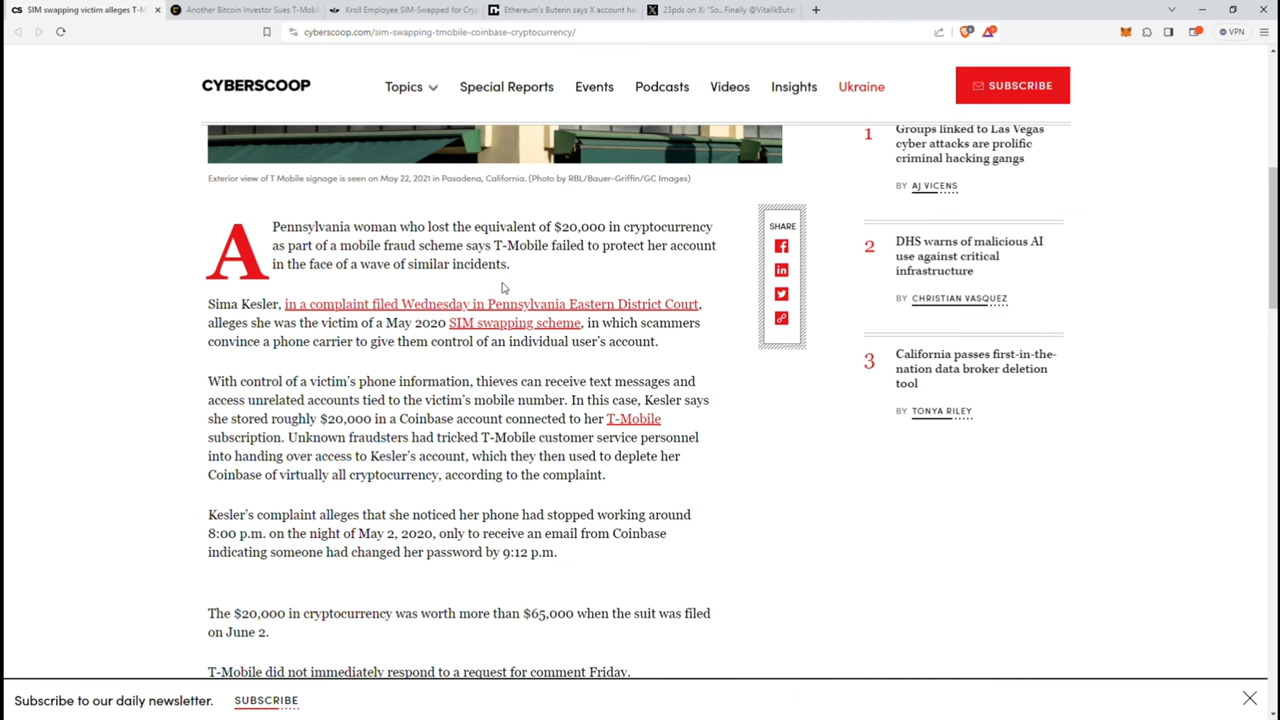 SIM swapping victim alleges T-M
Another Bitcoin Investor Sues T-Mobil
Kroll Employee SIM-Swapped for Cryp
Ethereum's Buterin says X account hac
23pds on X: "So.. Finally @VitalikButer
cyberscoop.com/sim-swapping-tmobile-coinbase-cryptocurrency/
VPN
CYBERSCOOP
Topics
Special Reports
Events
Podcasts
Videos
Insights
Ukraine
SUBSCRIBE
Exterior view of T Mobile signage is seen on May 22, 2021 in Pasadena, California. (Photo by RBL/Bauer-Griffin/GC Images)
A Pennsylvania woman who lost the equivalent of $20,000 in cryptocurrency
as part of a mobile fraud scheme says T-Mobile failed to protect her account
in the face of a wave of similar incidents.
Sima Kesler, in a complaint filed Wednesday in Pennsylvania Eastern District Court,
alleges she was the victim of a May 2020 SIM swapping scheme, in which scammers
convince a phone carrier to give them control of an individual user's account.
With control of a victim's phone information, thieves can receive text messages and
access unrelated accounts tied to the victim's mobile number. In this case, Kesler says
she stored roughly $20,000 in a Coinbase account connected to her T-Mobile
subscription. Unknown fraudsters had tricked T-Mobile customer service personnel
into handing over access to Kesler's account, which they then used to deplete her
Coinbase of virtually all cryptocurrency, according to the complaint.
Kesler's complaint alleges that she noticed her phone had stopped working around
8:00 p.m. on the night of May 2, 2020, only to receive an email from Coinbase
indicating someone had changed her password by 9:12 p.m.
The $20,000 in cryptocurrency was worth more than $65,000 when the suit was filed
on June 2.
T-Mobile did not immediately respond to a request for comment Friday.
SHARE
1
Groups linked to Las Vegas
cyber attacks are prolific
criminal hacking gangs
BY AJ VICENS
2
DHS warns of malicious AI
use against critical
infrastructure
BY CHRISTIAN VASQUEZ
3
California passes first-in-the-
nation data broker deletion
tool
BY TONYA RILEY
Subscribe to our daily newsletter.
SUBSCRIBE